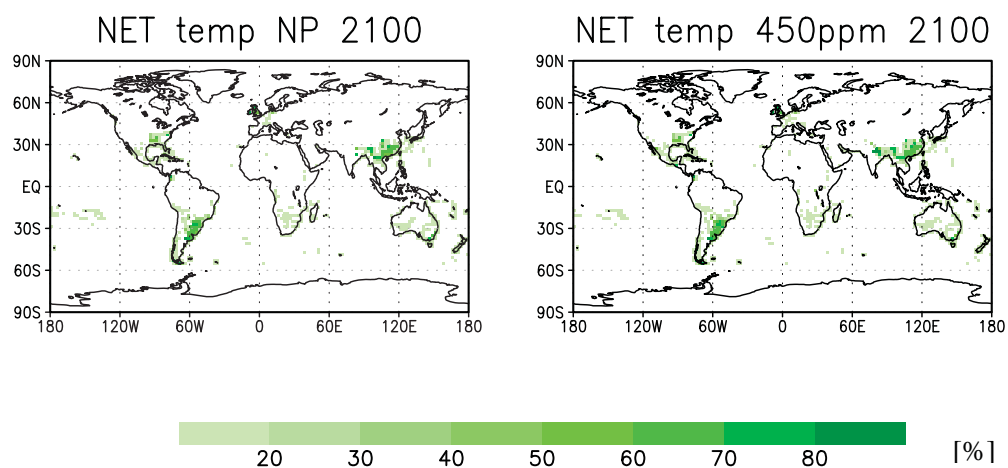 NET temp NP 2100
NET temp 450ppm 2100
90N
60N
30N
EQ
30S
60S
90S
180 120W 60W 0 60E 120E 180
90N
60N
30N
EQ
30S
60S
90S
180 120W 60W 0 60E 120E 180
20 30 40 50 60 70 80 [%]